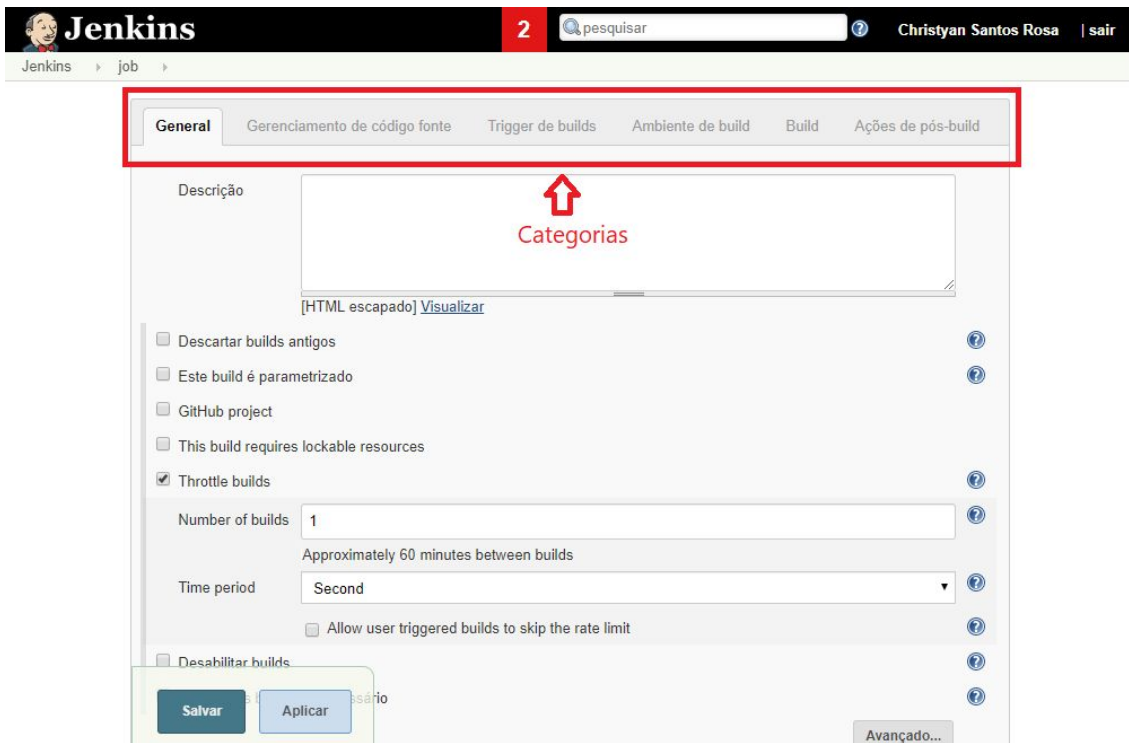 Jenkins
2
pesquisar
Christyan Santos Rosa | sair
Jenkins job
General Gerenciamento de código fonte Trigger de builds Ambiente de build Build Ações de pós-build
Descrição
Categorias
[HTML escapado] Visualizar
Descartar builds antigos
Este build é parametrizado
GitHub project
This build requires lockable resources
Throttle builds
Number of builds 1
Approximately 60 minutes between builds
Time period Second
Allow user triggered builds to skip the rate limit
Desabilitar builds
Salvar Aplicar
Avançado...